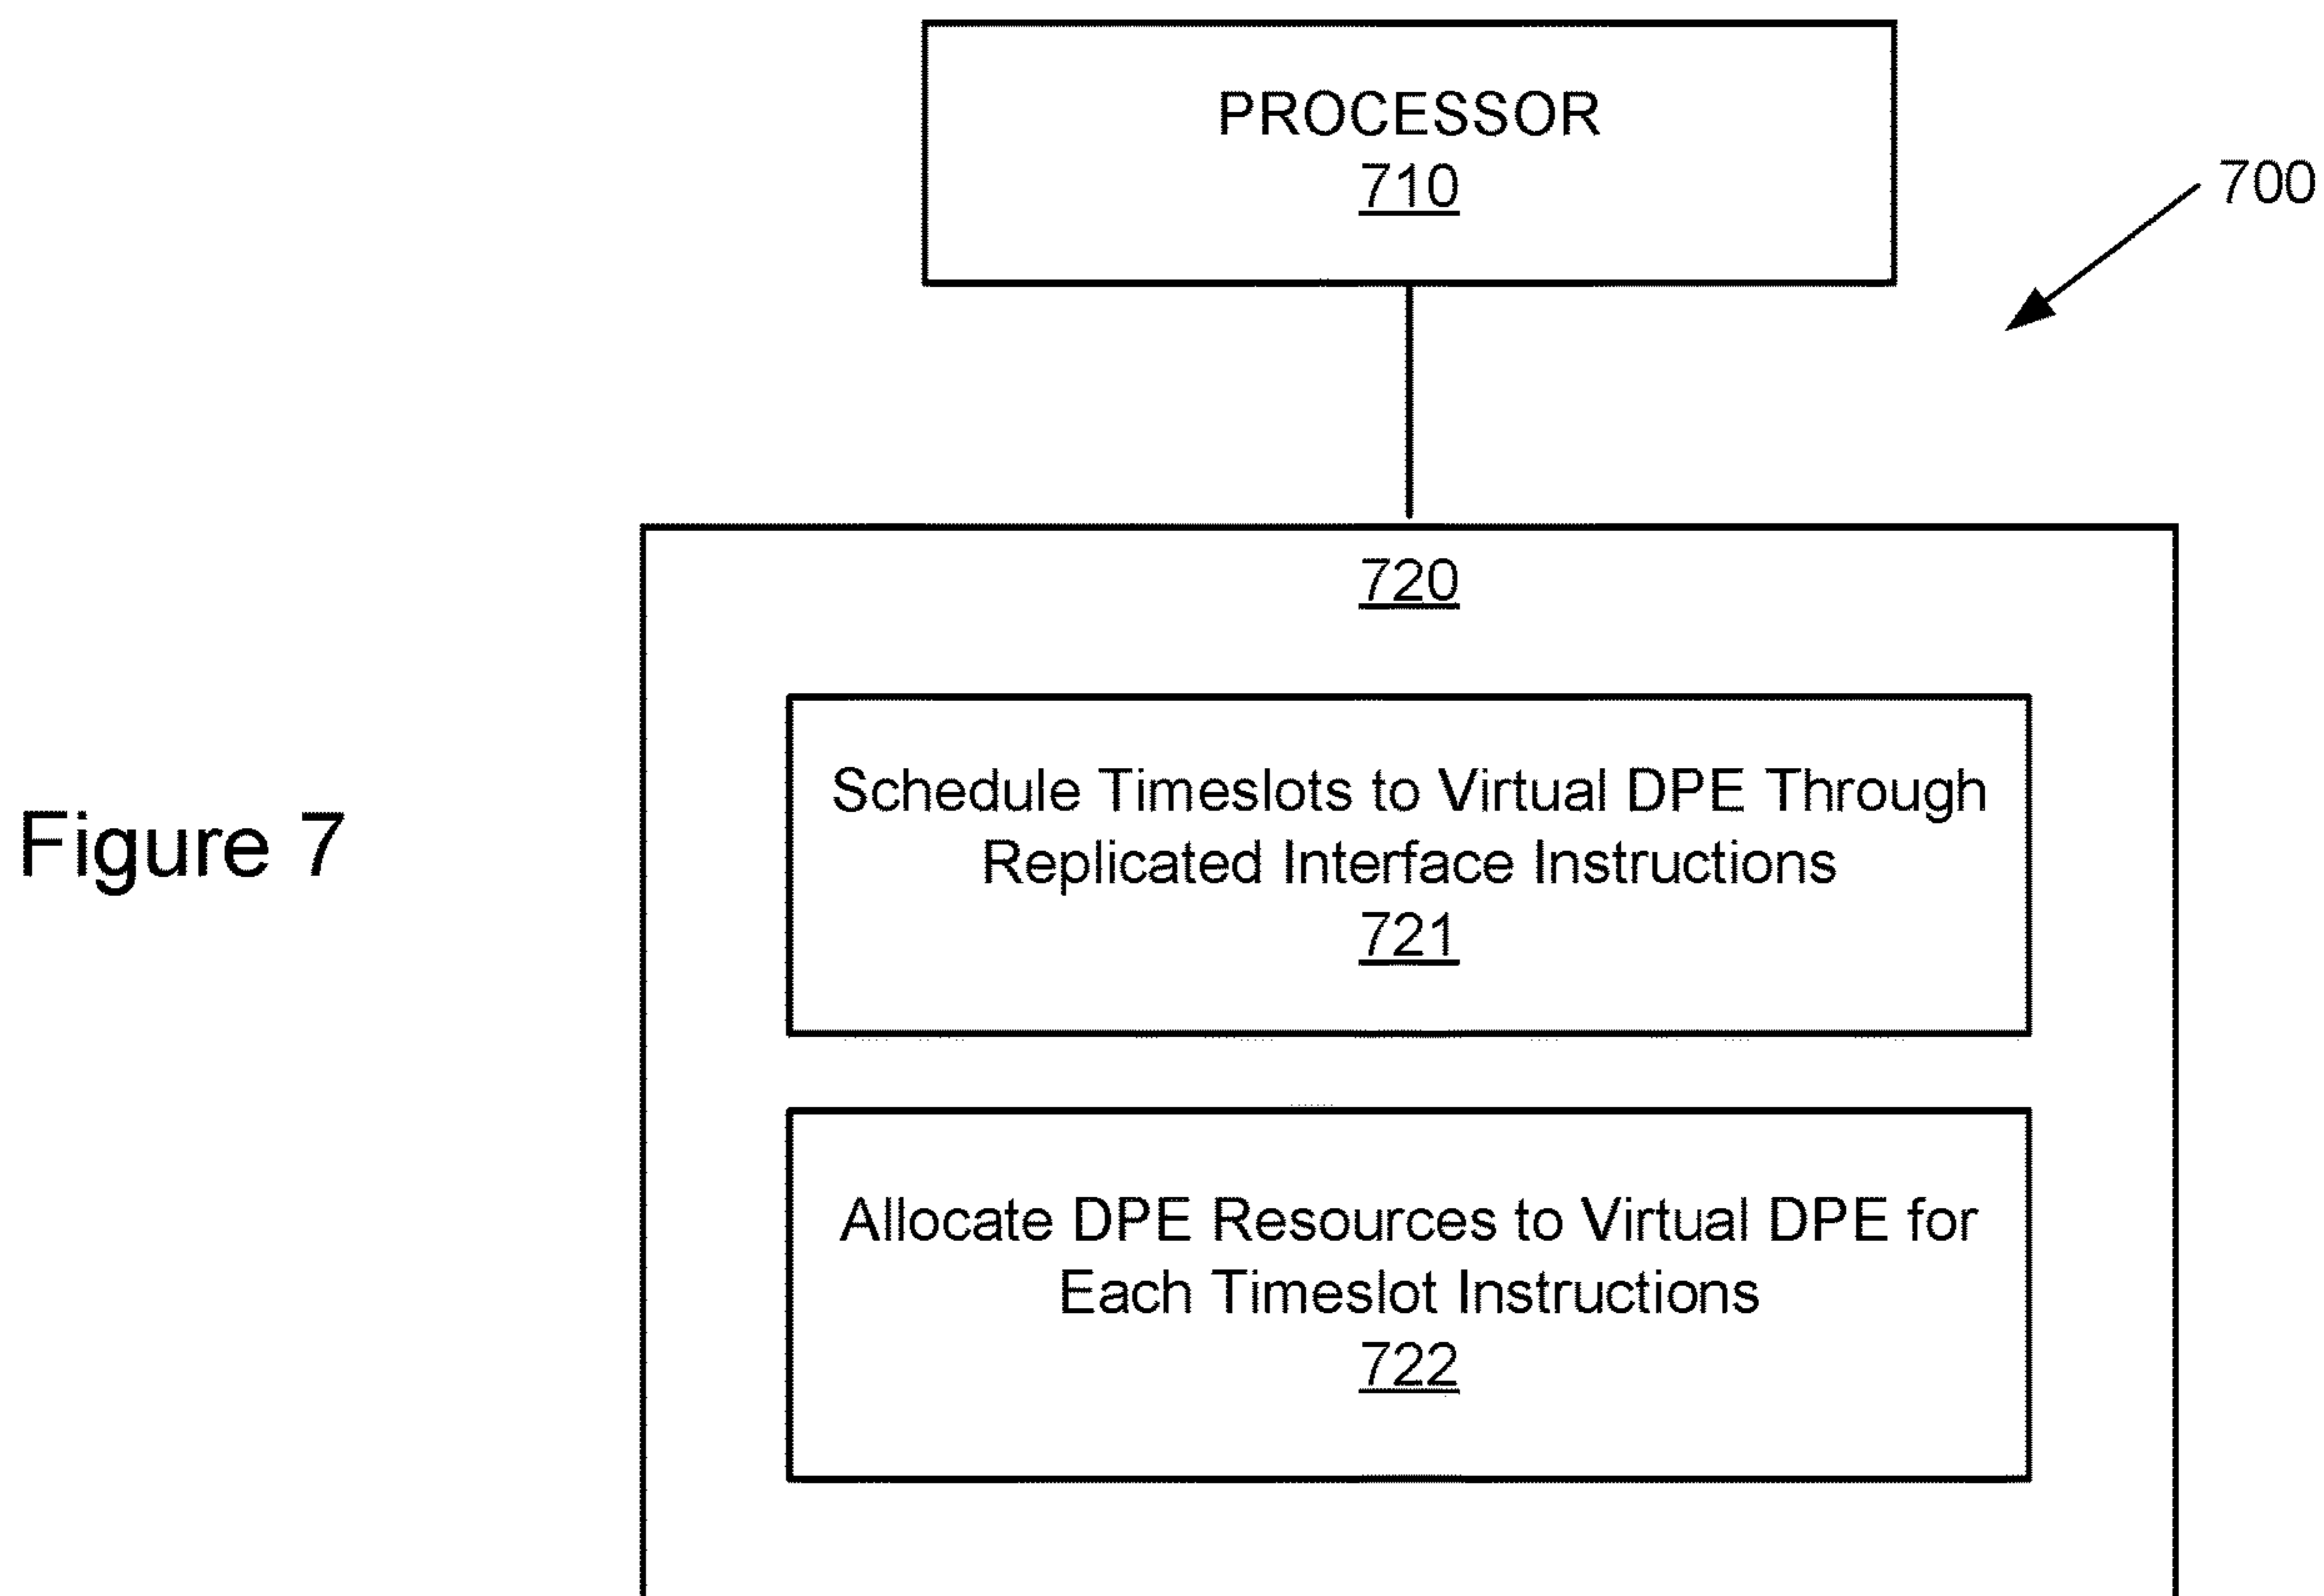 PROCESSOR
710
700
720
Schedule Timeslots to Virtual DPE Through
Replicated Interface Instructions
721
Figure 7
Allocate DPE Resources to Virtual DPE for
Each Timeslot Instructions
722